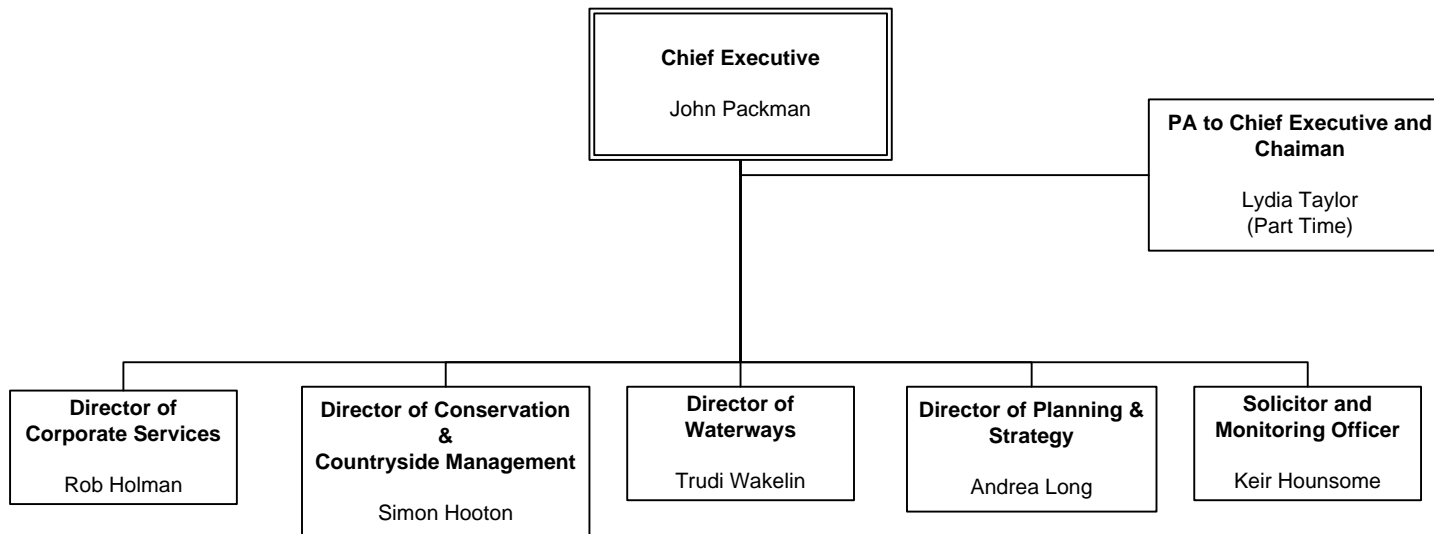 Chief Executive
John Packman
PA to Chief Executive and
Chaiman
Lydia Taylor
(Part Time)
Director of
Corporate Services
Rob Holman
Director of Conservation
&
Countryside Management
Simon Hooton
Director of
Waterways
Trudi Wakelin
Director of Planning &
Strategy
Andrea Long
Solicitor and
Monitoring Officer
Keir Hounsome